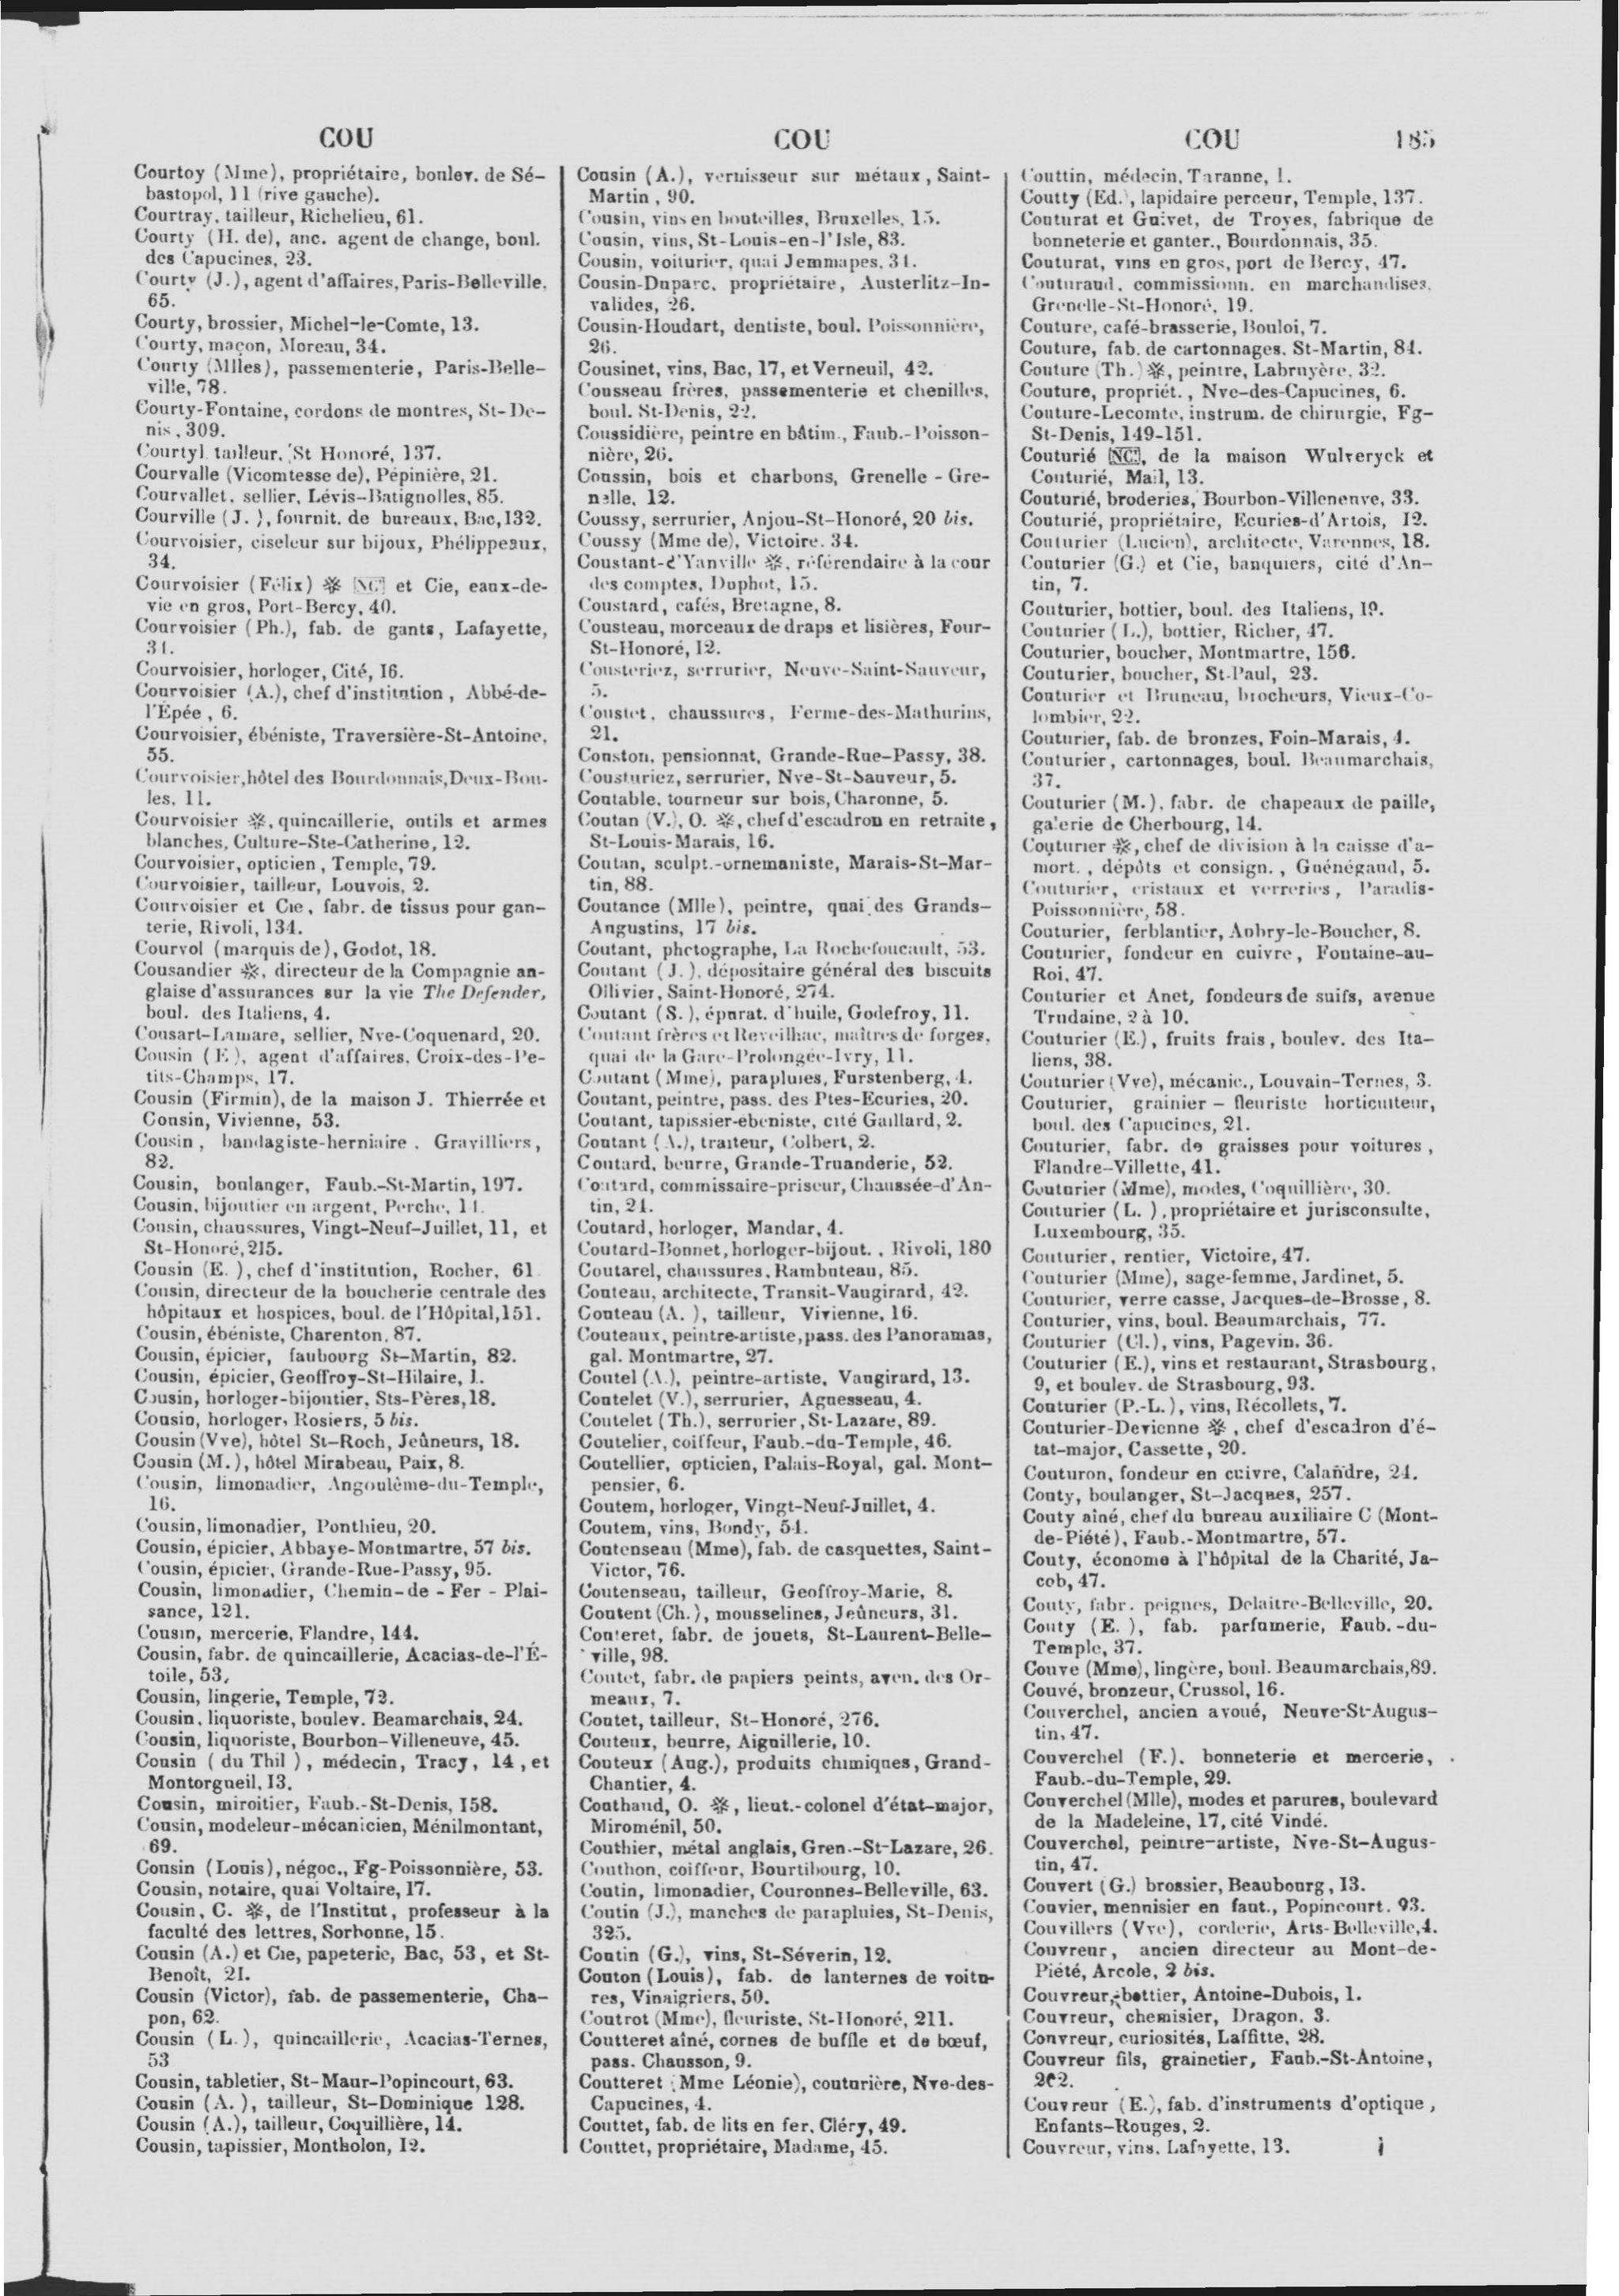 COU
COU
COU
185
Courtoy (Mme), propriétaire, boulev. de Sé-
bastopol, 11 (rive gauche).
Courtray, tailleur, Richelieu, 61.
Courty (H. de), anc. agent de change, boul.
des Capucines, 23.
Courty (J.), agent d'affaires, Paris-Belleville,
65.
Courty, brossier, Michel-le-Comte, 13.
Courty, maçon, Moreau, 34.
Courty (Mlles), passementerie, Paris-Belle-
ville, 78.
Courty-Fontaine, cordons de montres, St-De-
nis, 309.
Courtyl tailleur, St Honoré, 137.
Courvalle (Vicomtesse de), Pépinière, 21.
Courvallet, sellier, Lévis-Batignolles, 85.
Courville (J.), fournit. de bureaux, Bac, 132.
Courvoisier, ciseleur sur bijoux, Phélippeaux,
34.
Courvoisier (Félix) ✻ [NC] et Cie, eaux-de-
vie en gros, Port-Bercy, 40.
Courvoisier (Ph.), fab. de gants, Lafayette,
31.
Courvoisier, horloger, Cité, 16.
Courvoisier (A.), chef d'institution, Abbé-de-
l'Épée, 6.
Courvoisier, ébéniste, Traversière-St-Antoine,
55.
Courvoisier, hôtel des Bourdonnais, Deux-Bou-
les, 11.
Courvoisier ✻, quincaillerie, outils et armes
blanches, Culture-Ste-Catherine, 12.
Courvoisier, opticien, Temple, 79.
Courvoisier, tailleur, Louvois, 2.
Courvoisier et Cie, fabr. de tissus pour gan-
terie, Rivoli, 134.
Courvol (marquis de), Godot, 18.
Cousandier ✻, directeur de la Compagnie an-
glaise d'assurances sur la vie The Defender,
boul. des Italiens, 4.
Cousart-Lamare, sellier, Nve-Coquenard, 20.
Cousin (E.), agent d'affaires, Croix-des-Pe-
tits-Champs, 17.
Cousin (Firmin), de la maison J. Thierrée et
Cousin, Vivienne, 53.
Cousin, bandagiste-herniaire, Gravilliers,
82.
Cousin, boulanger, Faub.-St-Martin, 197.
Cousin, bijoutier en argent, Perche, 11.
Cousin, chaussures, Vingt-Neuf-Juillet, 11, et
St-Honoré, 215.
Cousin (E.), chef d'institution, Rocher, 61
Cousin, directeur de la boucherie centrale des
hôpitaux et hospices, boul. de l'Hôpital, 151.
Cousin, ébéniste, Charenton, 87.
Cousin, épicier, faubourg St-Martin, 82.
Cousin, épicier, Geoffroy-St-Hilaire, 1.
Cousin, horloger-bijoutier, Sts-Pères, 18.
Cousin, horloger, Rosiers, 5 bis.
Cousin (Vve), hôtel St-Roch, Jeûneurs, 18.
Cousin (M.), hôtel Mirabeau, Paix, 8.
Cousin, limonadier, Angoulême-du-Temple,
16.
Cousin, limonadier, Ponthieu, 20.
Cousin, épicier, Abbaye-Montmartre, 57 bis.
Cousin, épicier, Grande-Rue-Passy, 95.
Cousin, limonadier, Chemin-de-Fer-Plai-
sance, 121.
Cousin, mercerie, Flandre, 144.
Cousin, fabr. de quincaillerie, Acacias-de-l'É-
toile, 53.
Cousin, lingerie, Temple, 72.
Cousin, liquoriste, boulev. Beamarchais, 24.
Cousin, liquoriste, Bourbon-Villeneuve, 45.
Cousin (du Thil), médecin, Tracy, 14, et
Montorgueil, 13.
Cousin, miroitier, Faub.-St-Denis, 158.
Cousin, modeleur-mécanicien, Ménilmontant,
69.
Cousin (Louis), négoc., Fg-Poissonnière, 53.
Cousin, notaire, quai Voltaire, 17.
Cousin, C. ✻, de l'Institut, professeur à la
faculté des lettres, Sorbonne, 15.
Cousin (A.) et Cie, papeterie, Bac, 53, et St-
Benoît, 21.
Cousin (Victor), fab. de passementerie, Cha-
pon, 62.
Cousin (L.), quincaillerie, Acacias-Ternes,
53
Cousin, tabletier, St-Maur-Popincourt, 63.
Cousin (A.), tailleur, St-Dominique 128.
Cousin (A.), tailleur, Coquillière, 14.
Cousin, tapissier, Montholon, 12.
Cousin (A.), vernisseur sur métaux, Saint-
Martin, 90.
Cousin, vins en bouteilles, Bruxelles, 15.
Cousin, vins, St-Louis-en-l'Isle, 83.
Cousin, voiturier, quai Jemmapes, 31.
Cousin-Duparc, propriétaire, Austerlitz-In-
valides, 26.
Cousin-Houdart, dentiste, boul. Poissonnière,
26.
Cousinet, vins, Bac, 17, et Verneuil, 42.
Cousseau frères, passementerie et chenilles,
boul. St-Denis, 22.
Coussidière, peintre en bâtim., Faub.-Poisson-
nière, 26.
Coussin, bois et charbons, Grenelle-Gre-
nelle, 12.
Coussy, serrurier, Anjou-St-Honoré, 20 bis.
Coussy (Mme de), Victoire, 34.
Coustant-d'Yanville ✻, référendaire à la cour
des comptes, Duphot, 15.
Coustard, cafés, Bretagne, 8.
Cousteau, morceaux de draps et lisières, Four-
St-Honoré, 12.
Cousteriez, serrurier, Neuve-Saint-Sauveur,
5.
Coustet, chaussures, Ferme-des-Mathurins,
21.
Couston, pensionnat, Grande-Rue-Passy, 38.
Cousturiez, serrurier, Nve-St-Sauveur, 5.
Coutable, tourneur sur bois, Charonne, 5.
Coutan (V.), O. ✻, chef d'escadron en retraite,
St-Louis-Marais, 16.
Coutan, sculpt.-ornemaniste, Marais-St-Mar-
tin, 88.
Coutance (Mlle), peintre, quai des Grands-
Augustins, 17 bis.
Coutant, photographe, La Rochefoucault, 53.
Coutant (J.), dépositaire général des biscuits
Ollivier, Saint-Honoré, 274.
Coutant (S.), épurat. d'huile, Godefroy, 11.
Coutant frères et Reveilhac, maîtres de forges,
quai de la Gare-Prolongée-Ivry, 11.
Coutant (Mme), parapluies, Furstenberg, 4.
Coutant, peintre, pass. des Ptes-Ecuries, 20.
Coutant, tapissier-ébéniste, cité Gaillard, 2.
Coutant (A.), traiteur, Colbert, 2.
Coutard, beurre, Grande-Truanderie, 52.
Coutard, commissaire-priseur, Chaussée-d'An-
tin, 21.
Coutard, horloger, Mandar, 4.
Coutard-Bonnet, horloger-bijout., Rivoli, 180
Coutarel, chaussures, Rambuteau, 85.
Couteau, architecte, Transit-Vaugirard, 42.
Couteau (A.), tailleur, Vivienne, 16.
Couteaux, peintre-artiste, pass. des Panoramas,
gal. Montmartre, 27.
Coutel (A.), peintre-artiste, Vaugirard, 13.
Coutelet (V.), serrurier, Aguesseau, 4.
Coutelet (Th.), serrurier, St-Lazare, 89.
Coutelier, coiffeur, Faub.-du-Temple, 46.
Coutellier, opticien, Palais-Royal, gal. Mont-
pensier, 6.
Coutem, horloger, Vingt-Neuf-Juillet, 4.
Coutem, vins, Bondy, 54.
Coutenseau (Mme), fab. de casquettes, Saint-
Victor, 76.
Coutenseau, tailleur, Geoffroy-Marie, 8.
Coutent (Ch.), mousselines, Jeûneurs, 31.
Couteret, fabr. de jouets, St-Laurent-Belle-
ville, 98.
Coutet, fabr. de papiers peints, aven. des Or-
meaux, 7.
Coutet, tailleur, St-Honoré, 276.
Couteux, beurre, Aiguillerie, 10.
Couteux (Aug.), produits chimiques, Grand-
Chantier, 4.
Couthaud, O. ✻, lieut.-colonel d'état-major,
Miroménil, 50.
Couthier, métal anglais, Gren.-St-Lazare, 26.
Couthon, coiffeur, Bourtibourg, 10.
Coutin, limonadier, Couronnes-Belleville, 63.
Coutin (J.), manches de parapluies, St-Denis,
325.
Coutin (G.), vins, St-Séverin, 12.
Couton (Louis), fab. de lanternes de voitu-
res, Vinaigriers, 50.
Coutrot (Mme), fleuriste, St-Honoré, 211.
Coutteret aîné, cornes de buffle et de bœuf,
pass. Chausson, 9.
Coutteret (Mme Léonie), couturière, Nve-des-
Capucines, 4.
Couttet, fab. de lits en fer, Cléry, 49.
Couttet, propriétaire, Madame, 45.
Couttin, médecin, Taranne, 1.
Coutty (Ed.), lapidaire perceur, Temple, 137.
Couturat et Guivet, de Troyes, fabrique de
bonneterie et ganter., Bourdonnais, 35.
Couturat, vins en gros, port de Bercy, 47.
Couturaud, commissionn. en marchandises,
Grenelle-St-Honoré, 19.
Couture, café-brasserie, Bouloi, 7.
Couture, fab. de cartonnages, St-Martin, 84.
Couture (Th.) ✻, peintre, Labruyère, 32.
Couture, propriét., Nve-des-Capucines, 6.
Couture-Lecomte, instrum. de chirurgie, Fg-
St-Denis, 149-151.
Couturié [NC], de la maison Wulveryck et
Couturié, Mail, 13.
Couturié, broderies, Bourbon-Villeneuve, 33.
Couturié, propriétaire, Ecuries-d'Artois, 12.
Couturier (Lucien), architecte, Varennes, 18.
Couturier (G.) et Cie, banquiers, cité d'An-
tin, 7.
Couturier, bottier, boul. des Italiens, 19.
Couturier (L.), bottier, Richer, 47.
Couturier, boucher, Montmartre, 156.
Couturier, boucher, St-Paul, 23.
Couturier et Bruneau, brocheurs, Vieux-Co-
lombier, 22.
Couturier, fab. de bronzes, Foin-Marais, 4.
Couturier, cartonnages, boul. Beaumarchais,
37.
Couturier (M.), fabr. de chapeaux de paille,
galerie de Cherbourg, 14.
Couturier ✻, chef de division à la caisse d'a-
mort., dépôts et consign., Guénégaud, 5.
Couturier, cristaux et verreries, Paradis-
Poissonnière, 58.
Couturier, ferblantier, Aubry-le-Boucher, 8.
Couturier, fondeur en cuivre, Fontaine-au-
Roi, 47.
Couturier et Anet, fondeurs de suifs, avenue
Trudaine, 2 à 10.
Couturier (E.), fruits frais, boulev. des Ita-
liens, 38.
Couturier (Vve), mécanic., Louvain-Ternes, 3.
Couturier, grainier-fleuriste horticulteur,
boul. des Capucines, 21.
Couturier, fabr. de graisses pour voitures,
Flandre-Villette, 41.
Couturier (Mme), modes, Coquillière, 30.
Couturier (L.), propriétaire et jurisconsulte,
Luxembourg, 35.
Couturier, rentier, Victoire, 47.
Couturier (Mme), sage-femme, Jardinet, 5.
Couturier, verre casse, Jacques-de-Brosse, 8.
Couturier, vins, boul. Beaumarchais, 77.
Couturier (Cl.), vins, Pagevin, 36.
Couturier (E.), vins et restaurant, Strasbourg,
9, et boulev. de Strasbourg, 93.
Couturier (P.-L.), vins, Récollets, 7.
Couturier-Devienne ✻, chef d'escadron d'é-
tat-major, Cassette, 20.
Couturon, fondeur en cuivre, Calandre, 24.
Couty, boulanger, St-Jacques, 257.
Couty aîné, chef du bureau auxiliaire C (Mont-
de-Piété), Faub.-Montmartre, 57.
Couty, économe à l'hôpital de la Charité, Ja-
cob, 47.
Couty, fabr. peignes, Delaitre-Belleville, 20.
Couty (E.), fab. parfumerie, Faub.-du-
Temple, 37.
Couve (Mme), lingère, boul. Beaumarchais, 89.
Couvé, bronzeur, Crussol, 16.
Couverchel, ancien avoué, Neuve-St-Augus-
tin, 47.
Couverchel (F.), bonneterie et mercerie,
Faub.-du-Temple, 29.
Couverchel (Mlle), modes et parures, boulevard
de la Madeleine, 17, cité Vindé.
Couverchel, peintre-artiste, Nve-St-Augus-
tin, 47.
Couvert (G.) brossier, Beaubourg, 13.
Couvier, mennisier en faut., Popincourt, 93.
Couvillers (Vve), corderie, Arts-Belleville, 4.
Couvreur, ancien directeur au Mont-de-
Piété, Arcole, 2 bis.
Couvreur, bottier, Antoine-Dubois, 1.
Couvreur, chemisier, Dragon, 3.
Couvreur, curiosités, Laffitte, 28.
Couvreur fils, grainetier, Faub.-St-Antoine,
Couvreur (E.), fab. d'instruments d'optique,
Enfants-Rouges, 2.
Couvreur, vins, Lafayette, 13.